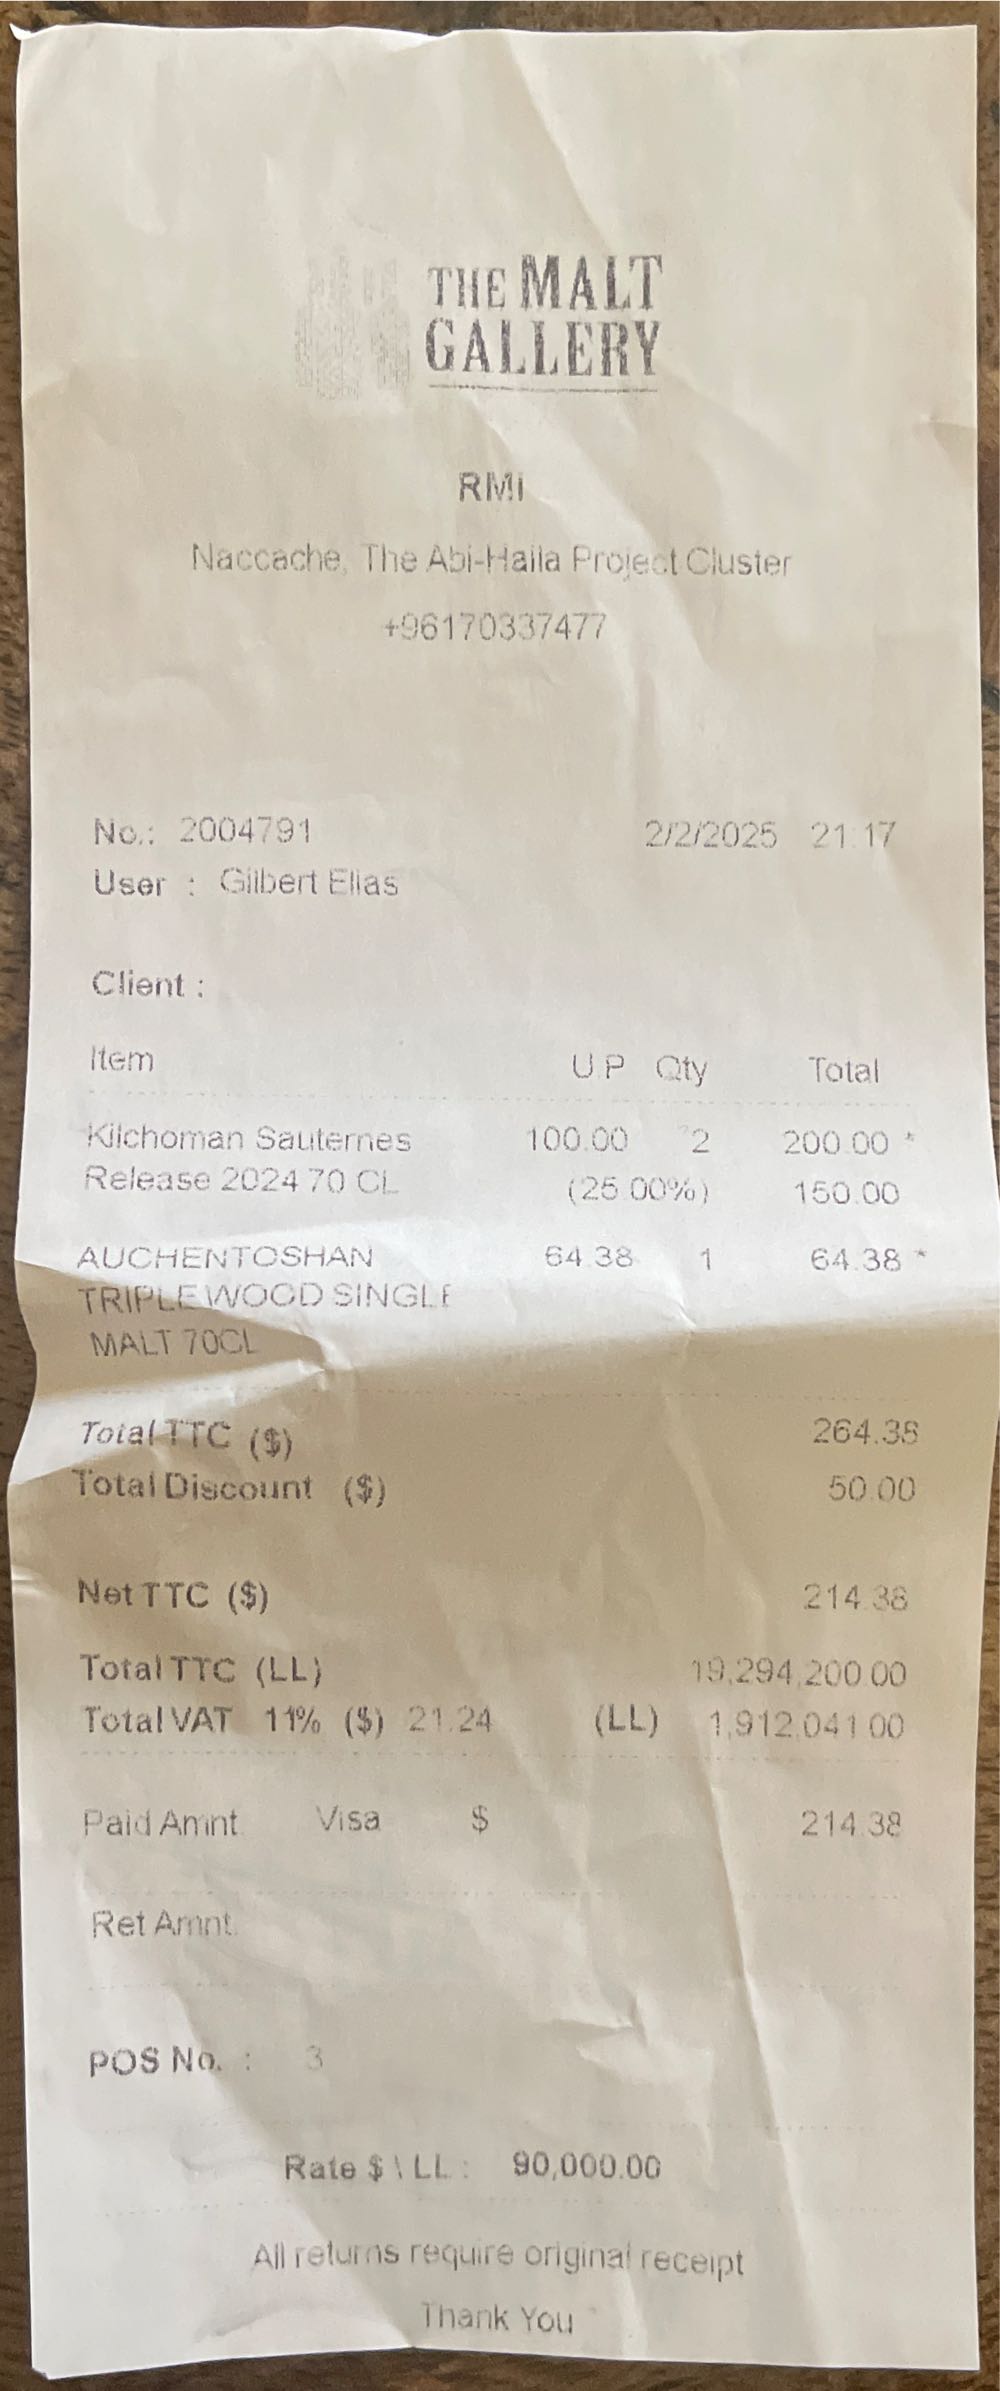 THE MALT
GALLERY
RMI
Naccache, The Abi-Haila Project Cluster
+96170337477
No.: 2004791 2/2/2025 21:17
User : Gilbert Elias
Client :
Item U.P Qty Total
Kilchoman Sauternes 100.00 2 200.00 *
Release 2024 70 CL (25.00%) 150.00
AUCHENTOSHAN 64.38 1 64.38 *
TRIPLE WOOD SINGLE
MALT 70CL
Total TTC ($) 264.38
Total Discount ($) 50.00
Net TTC ($) 214.38
Total TTC (LL) 19,294,200.00
Total VAT 11% ($) 21.24 (LL) 1,912,041.00
Paid Amnt. Visa $ 214.38
Ret Amnt.
POS No. : 3
Rate $ \ LL : 90,000.00
All returns require original receipt
Thank You